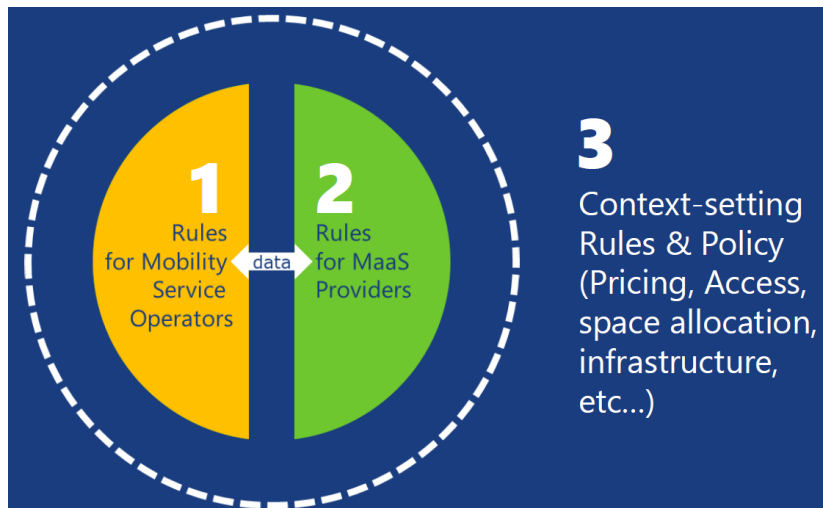 1
Rules
for Mobility
Service
Operators
data
2
Rules
for MaaS
Providers
3
Context-setting
Rules & Policy
(Pricing, Access,
space allocation,
infrastructure,
etc...)